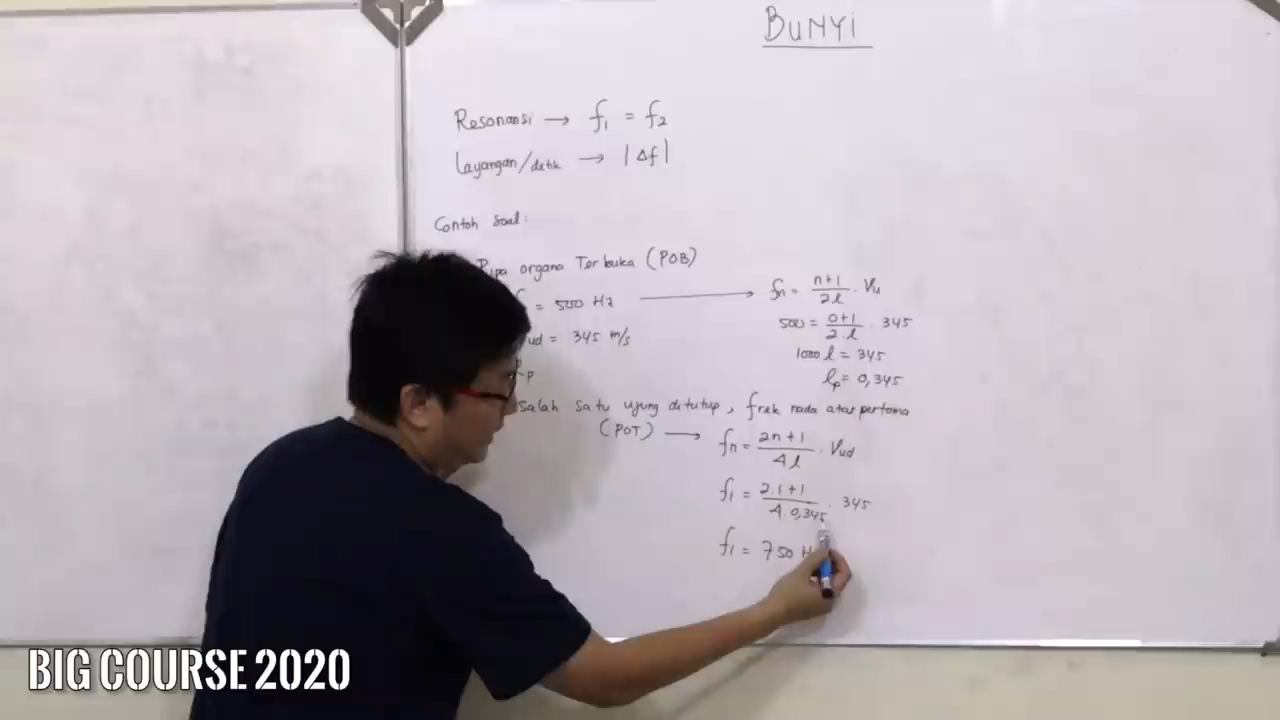 BUNYI
Resonansi → f₁ = f₂
Layangan/detik → |Δf|
Contoh Soal:
Pipa organa Terbuka (POB)
= 500 Hz → fn = n+1/2l . Vu
ud = 345 m/s
500 = 0+1/2.l . 345
1000 l = 345
lp = 0,345
p
salah satu ujung ditutup, frek nada atas pertama
(POT) → fn = 2n+1/4l . Vud
f₁ = 2.1+1/4.0,345 . 345
f₁ = 750 H
BIG COURSE 2020